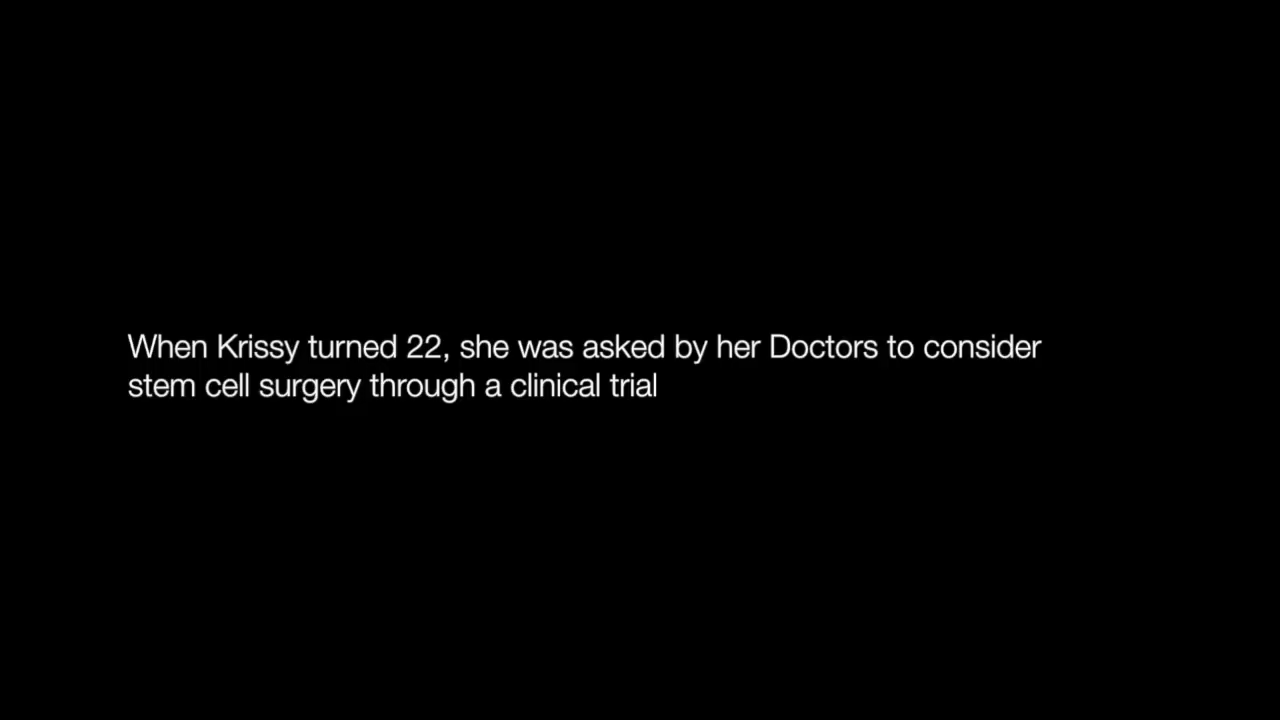 When Krissy turned 22, she was asked by her Doctors to consider
stem cell surgery through a clinical trial